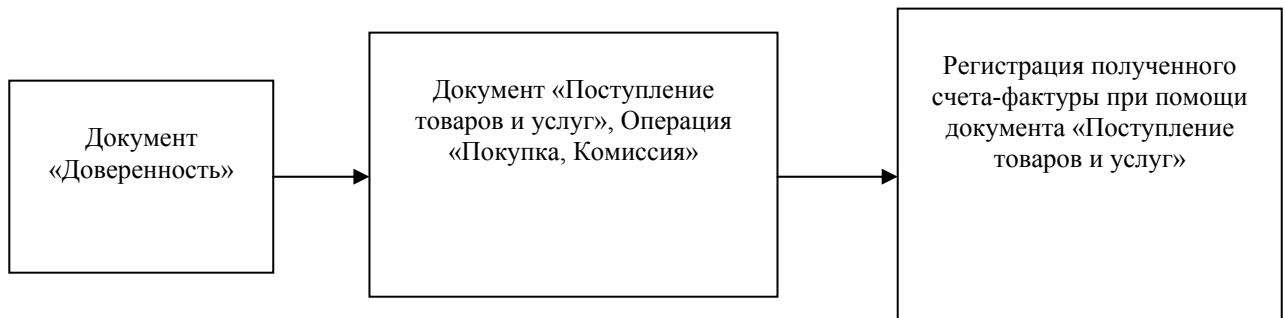 Документ
«Доверенность»
Документ «Поступление
товаров и услуг», Операция
«Покупка, Комиссия»
Регистрация полученного
счета-фактуры при помощи
документа «Поступление
товаров и услуг»